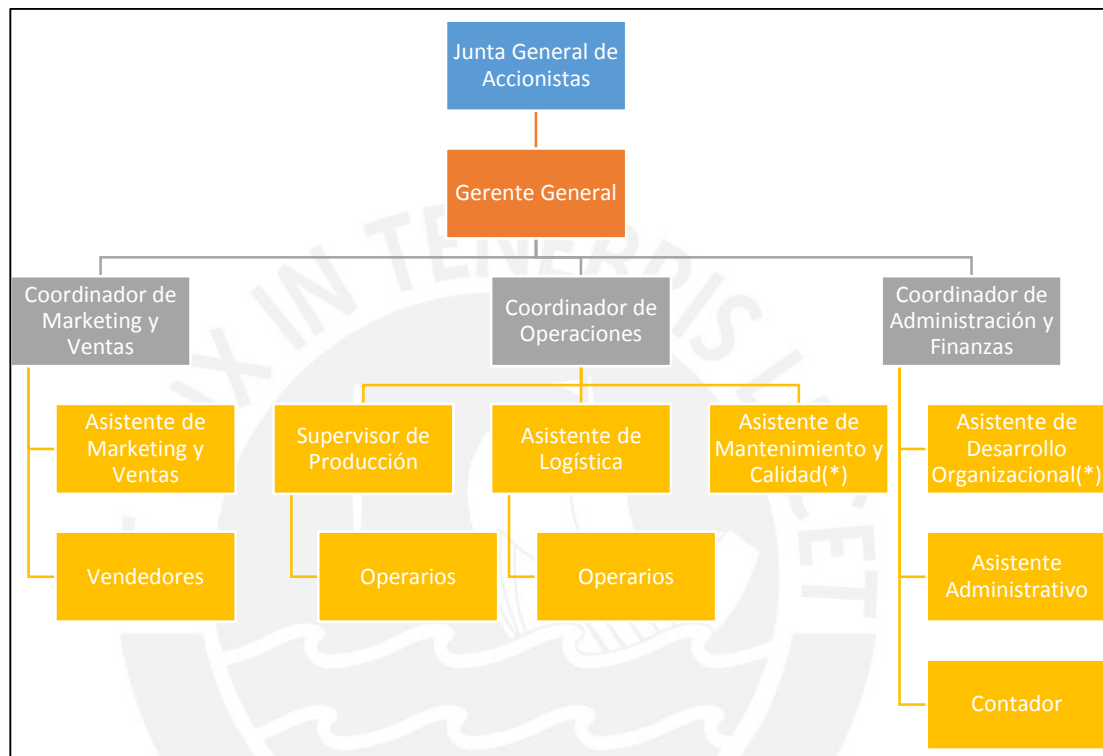 Junta General de
Accionistas
Gerente General
Coordinador de
Marketing y
Ventas
Coordinador de
Operaciones
Coordinador de
Administración y
Finanzas
Asistente de
Marketing y
Ventas
Supervisor de
Producción
Asistente de
Logística
Asistente de
Mantenimiento y
Calidad(*)
Asistente de
Desarrollo
Organizacional(*)
Vendedores
Operarios
Operarios
Asistente
Administrativo
Contador
IN TENEBRIS